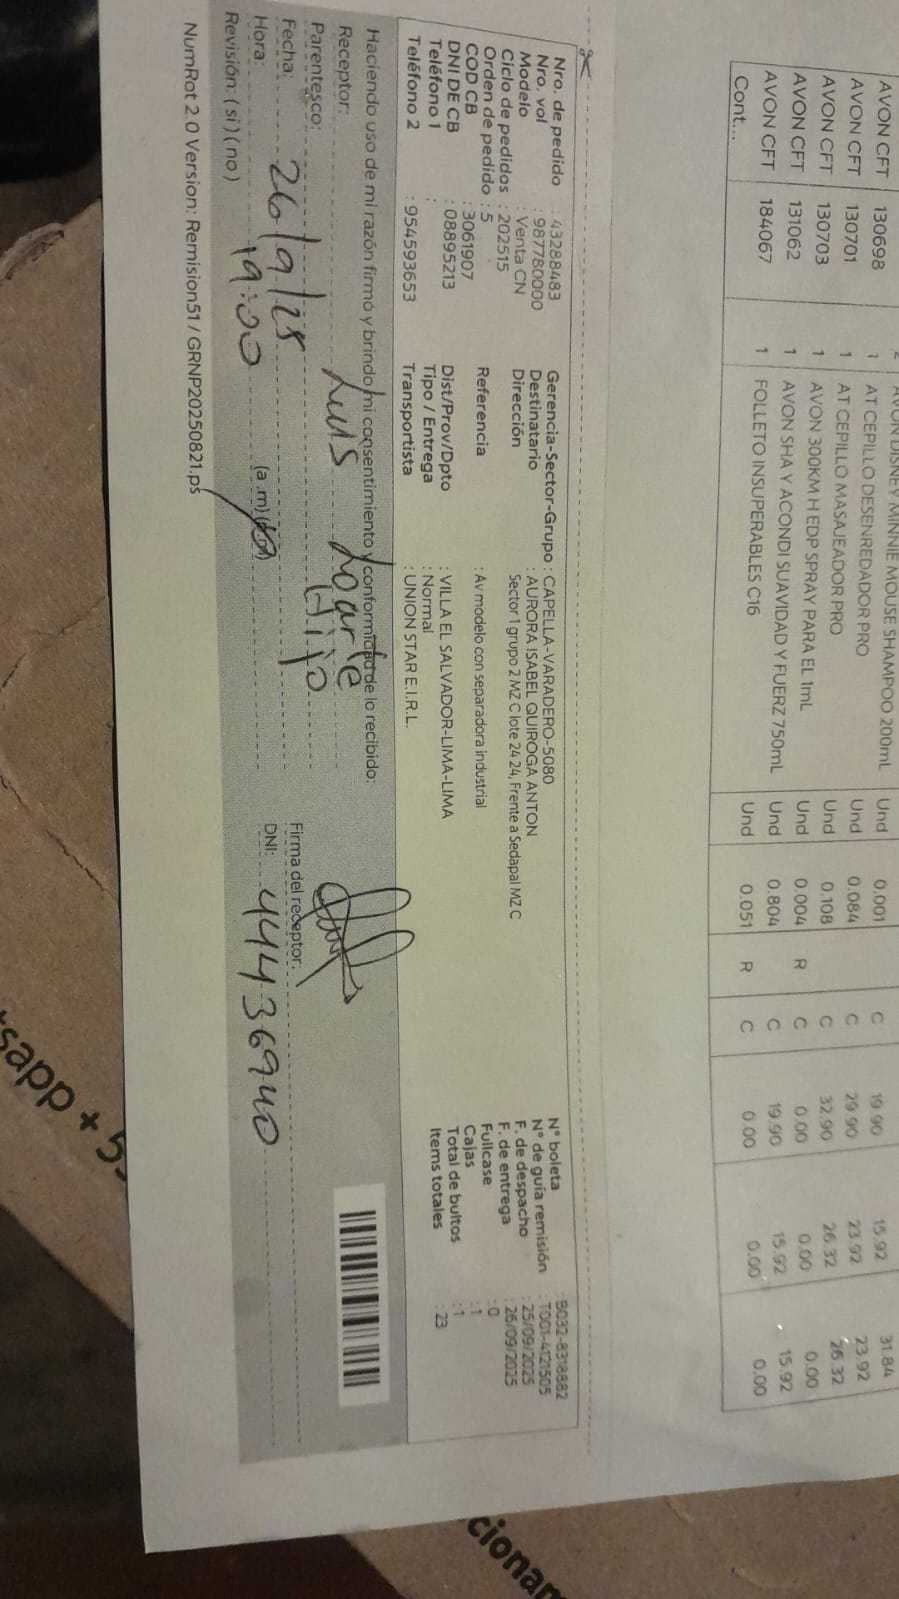 AVON DISNEY MINNIE MOUSE SHAMPOO 200mL
AVON CFT 130698 1 AT CEPILLO DESENREDADOR PRO Und 0.001 C 19.90 15.92 31.84
AVON CFT 130701 1 AT CEPILLO MASAJEADOR PRO Und 0.084 C 29.90 23.92 23.92
AVON CFT 130703 1 AVON 300KM H EDP SPRAY PARA EL 1mL Und 0.108 C 32.90 26.32 26.32
AVON CFT 131062 1 AVON SHA Y ACONDI SUAVIDAD Y FUERZ 750mL Und 0.004 R C 0.00 0.00 0.00
AVON CFT 184067 1 FOLLETO INSUPERABLES C16 Und 0.804 C 19.90 15.92 15.92
Cont... Und 0.051 R C 0.00 0.00 0.00
Nro. de pedido : 43288483
Nro. vol : 987780000
Modelo : Venta CN
Ciclo de pedidos : 202515
Orden de pedido : 5
COD CB : 3061907
DNI DE CB : 08895213
Teléfono 1 :
Teléfono 2 : 954593653
Gerencia-Sector-Grupo : CAPELLA-VARADERO-5080
Destinatario : AURORA ISABEL QUIROGA ANTON
Dirección Sector 1 grupo 2 MZ C lote 24 24, Frente a Sedapal MZ C
Referencia : Av modelo con separadora industrial
Dist/Prov/Dpto : VILLA EL SALVADOR-LIMA-LIMA
Tipo / Entrega : Normal
Transportista : UNION STAR E.I.R.L.
N° boleta : B032-8318882
N° de guía remisión : T001-4121505
F. de despacho : 25/09/2025
F. de entrega : 26/09/2025
Fullcase : 0
Cajas : 1
Total de bultos : 1
Items totales : 23
Haciendo uso de mi razón firmó y brindo mi consentimiento y conformidad de lo recibido:
Receptor: Luis Loarte
Parentesco: Hijo
Fecha: 26/9/25
Hora: 19:00 (a.m)
Revisión: (si) (no)
Firma del receptor:
DNI: 44436940
NumRot 2.0 Version: Remision51 / GRNP20250821.ps
sapp + 5
cionam